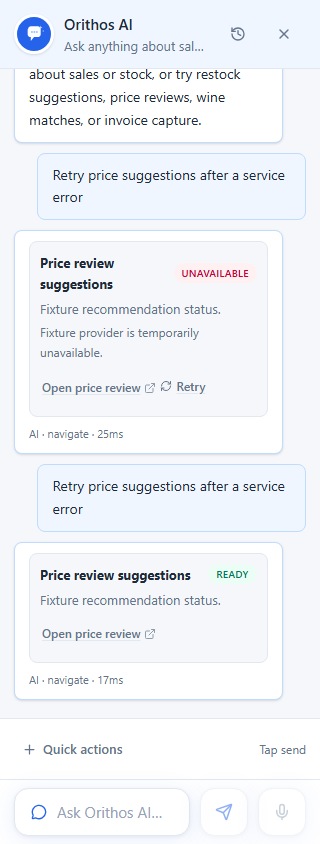 Orithos AI
Ask anything about sal...
about sales or stock, or try restock
suggestions, price reviews, wine
matches, or invoice capture.
Retry price suggestions after a service
error
Price review
suggestions
UNAVAILABLE
Fixture recommendation status.
Fixture provider is temporarily
unavailable.
Open price review Retry
AI · navigate · 25ms
Retry price suggestions after a service
error
Price review suggestions READY
Fixture recommendation status.
Open price review
AI · navigate · 17ms
Quick actions Tap send
Ask Orithos AI...